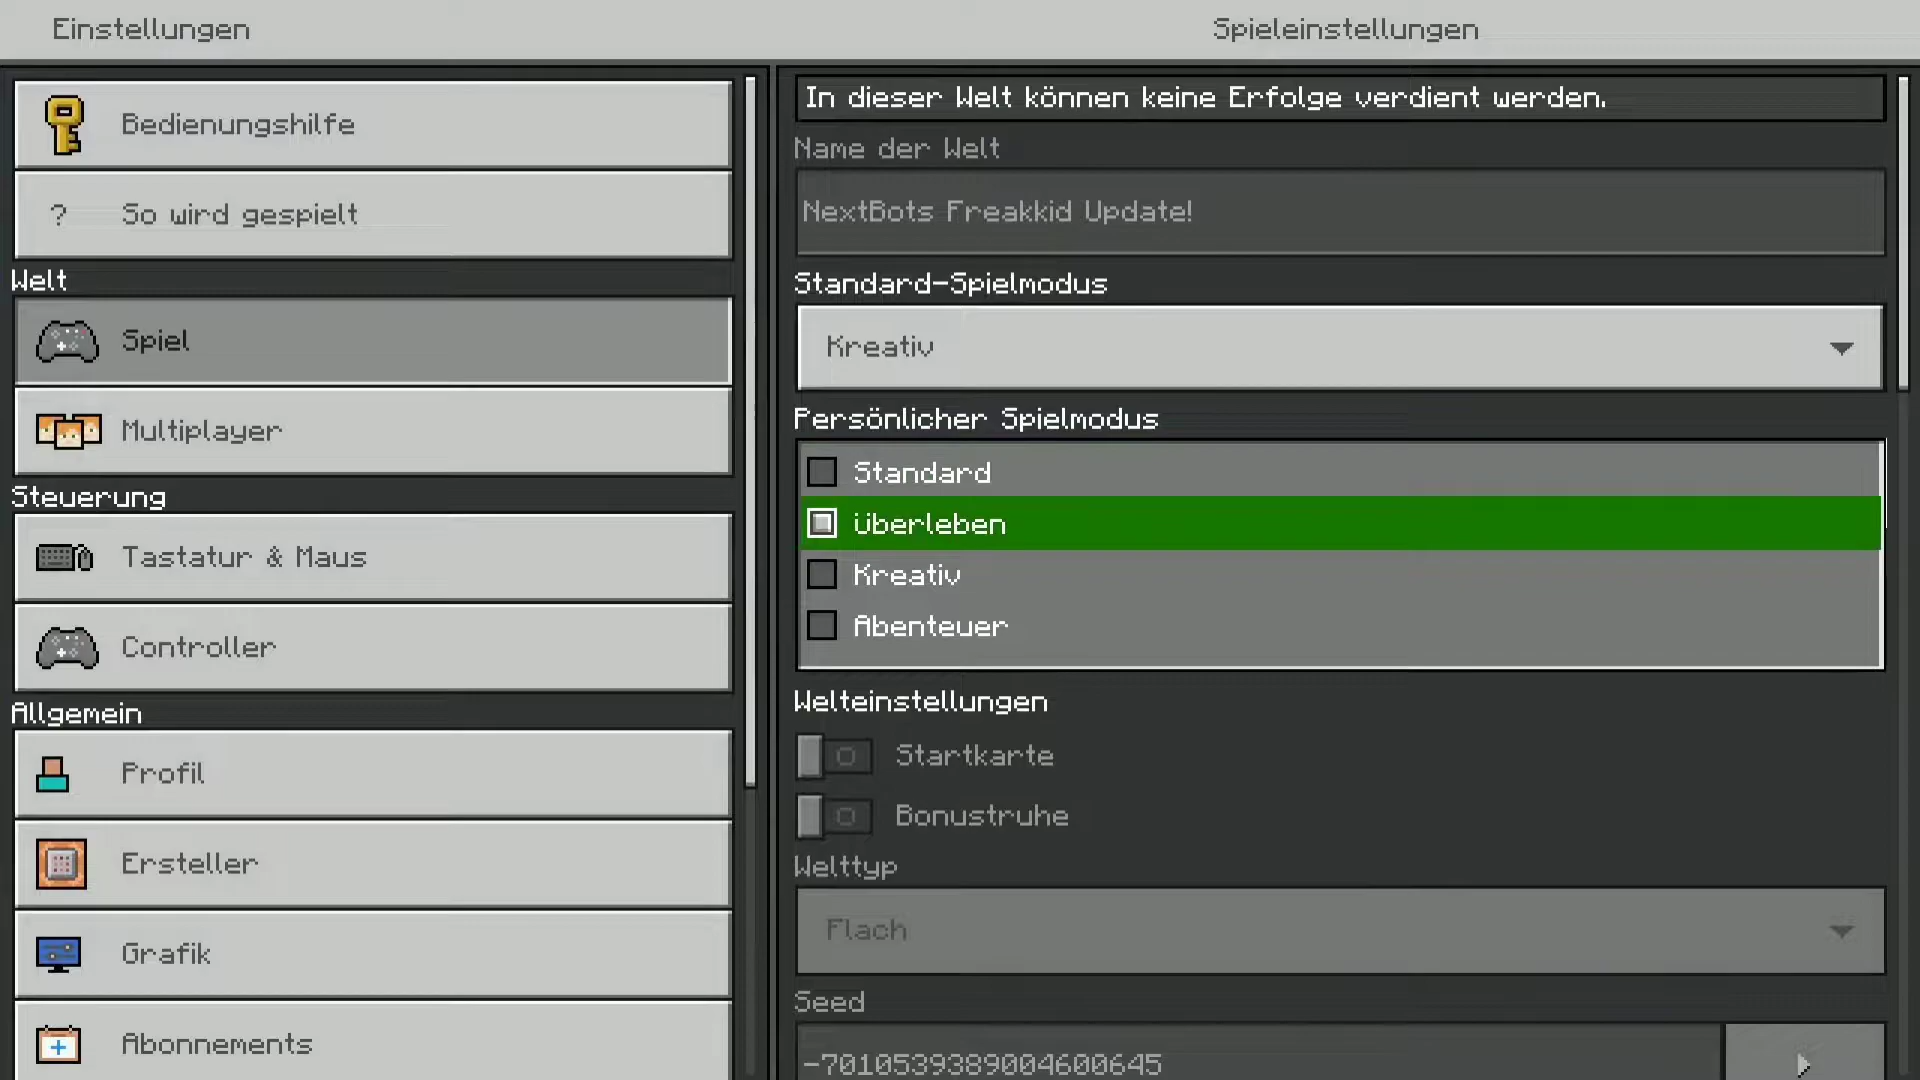 Einstellungen
Spieleinstellungen
Bedienungshilfe
? So wird gespielt
Welt
Spiel
Multiplayer
Steuerung
Tastatur & Maus
Controller
Allgemein
Profil
Ersteller
Grafik
Abonnements
In dieser Welt können keine Erfolge verdient werden.
Name der Welt
NextBots Freakkid Update!
Standard-Spielmodus
Kreativ
Persönlicher Spielmodus
Standard
Überleben
Kreativ
Abenteuer
Welteinstellungen
Startkarte
Bonustruhe
Welttyp
Flach
Seed
-7010539389004600645